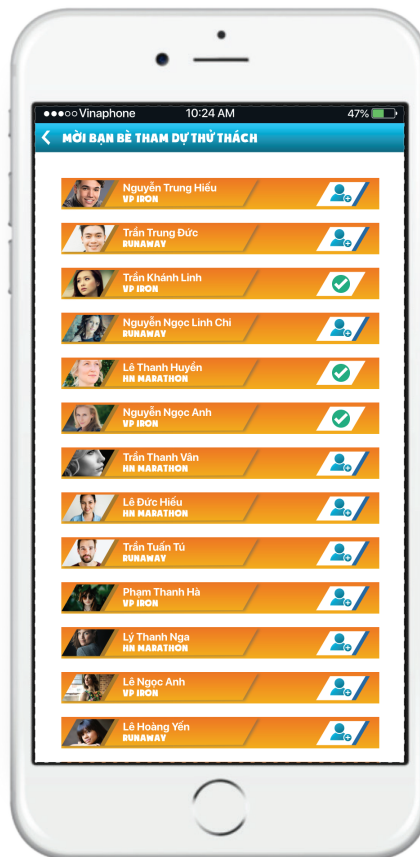 Vinaphone 10:24 AM 47%
MỜI BẠN BÈ THAM DỰ THỬ THÁCH
Nguyễn Trung Hiếu
VP IRON
Trần Trung Đức
RUNAWAY
Trần Khánh Linh
VP IRON
Nguyễn Ngọc Linh Chi
RUNAWAY
Lê Thanh Huyền
HN MARATHON
Nguyễn Ngọc Anh
VP IRON
Trần Thanh Vân
HN MARATHON
Lê Đức Hiếu
HN MARATHON
Trần Tuấn Tú
RUNAWAY
Phạm Thanh Hà
VP IRON
Lý Thanh Nga
HN MARATHON
Lê Ngọc Anh
VP IRON
Lê Hoàng Yến
RUNAWAY